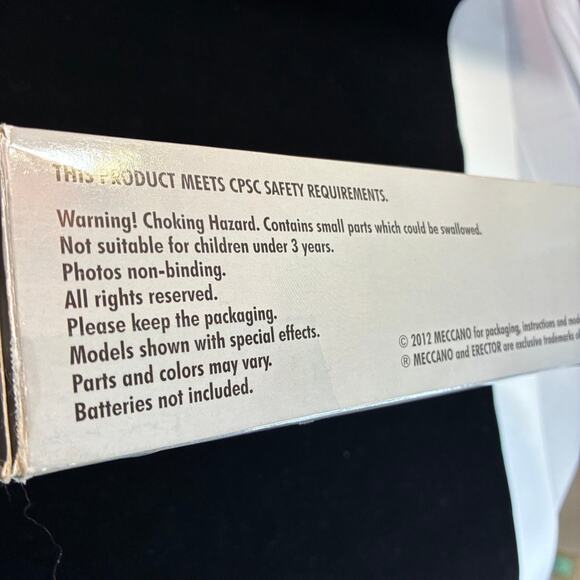 THIS PRODUCT MEETS CPSC SAFETY REQUIREMENTS.
Warning! Choking Hazard. Contains small parts which could be swallowed.
Not suitable for children under 3 years.
Photos non-binding.
All rights reserved.
Please keep the packaging.
Models shown with special effects.
Parts and colors may vary.
Batteries not included.
© 2012 MECCANO for packaging, instructions and
® MECCANO and ERECTOR are exclusive trademarks